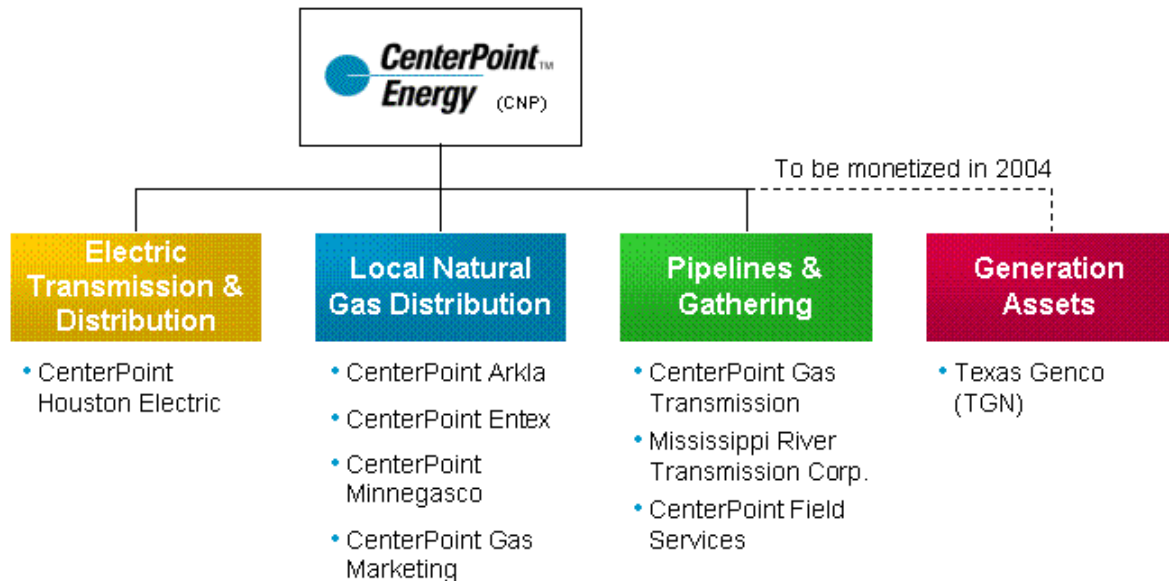 CenterPoint™
Energy (CNP)
To be monetized in 2004
Electric
Transmission &
Distribution
• CenterPoint
Houston Electric
Local Natural
Gas Distribution
• CenterPoint Arkla
• CenterPoint Entex
• CenterPoint
Minnegasco
• CenterPoint Gas
Marketing
Pipelines &
Gathering
• CenterPoint Gas
Transmission
• Mississippi River
Transmission Corp.
• CenterPoint Field
Services
Generation
Assets
• Texas Genco
(TGN)